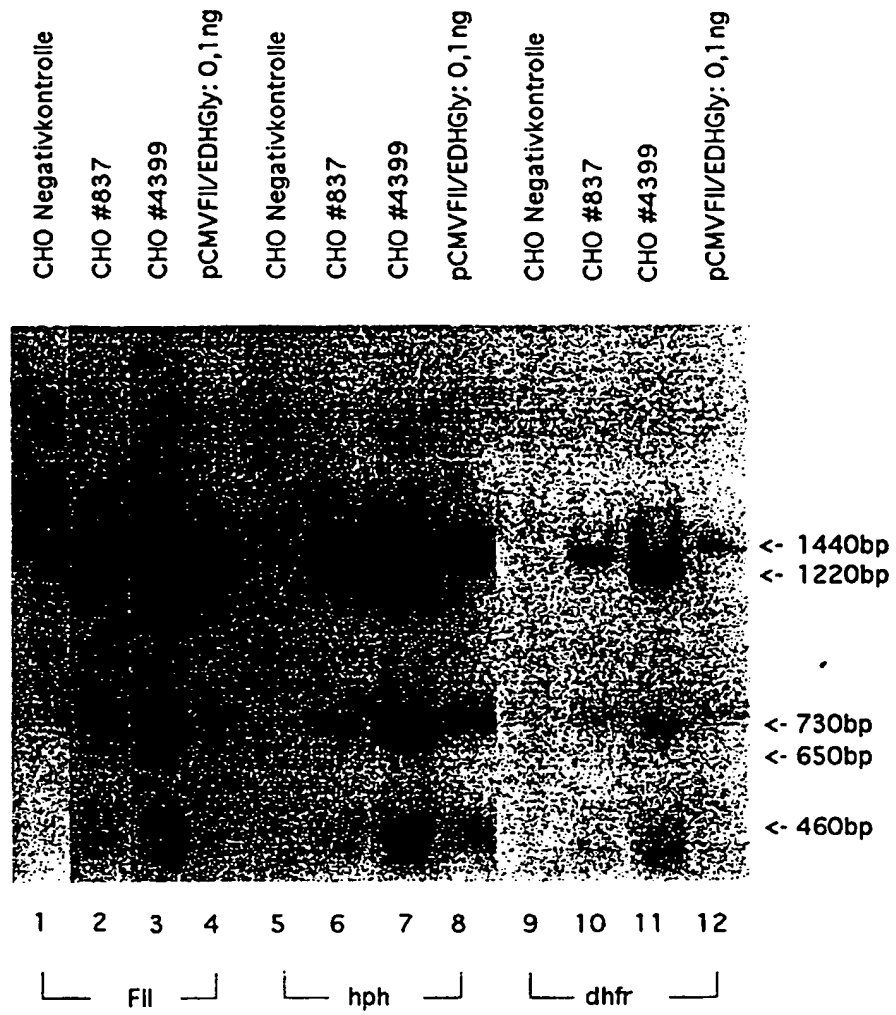 CHO Negativkontrolle
CHO #837
CHO #4399
pCMVFII/EDHGly: 0,1ng
CHO Negativkontrolle
CHO #837
CHO #4399
pCMVFII/EDHGly: 0,1ng
CHO Negativkontrolle
CHO #837
CHO #4399
pCMVFII/EDHGly: 0,1ng
<- 1440bp
<- 1220bp
<- 730bp
<- 650bp
<- 460bp
1 2 3 4 5 6 7 8 9 10 11 12
FII hph dhfr